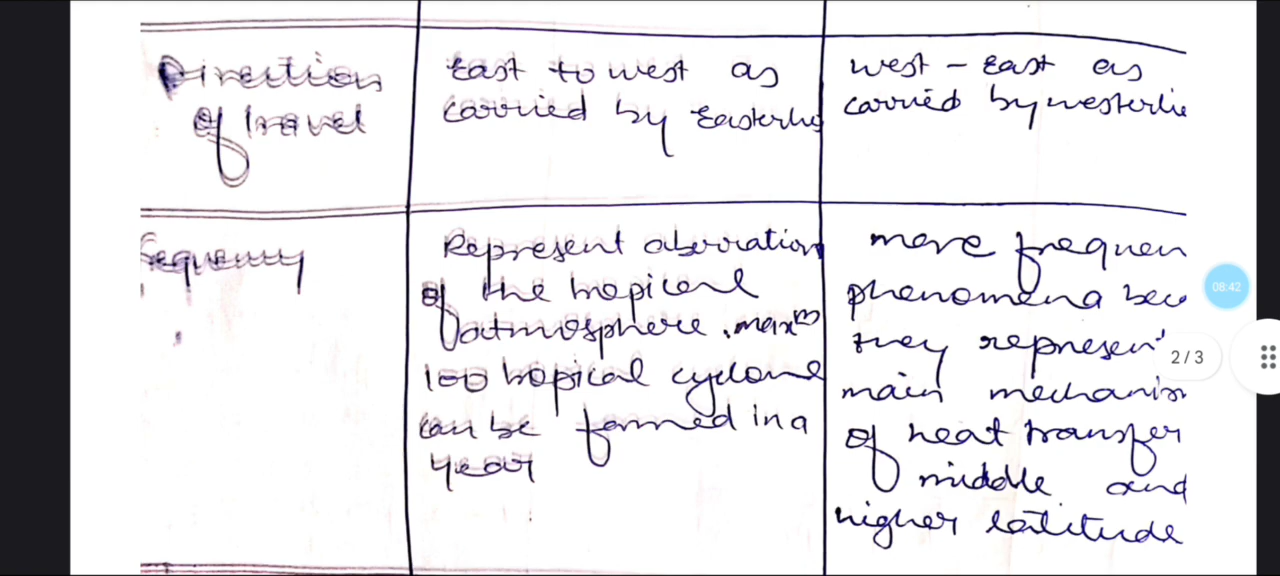 Direction
of travel
East to west as
carried by Easterlies
west - East as
carried by westerlie
frequency
Represent aberration
of the tropical
atmosphere. maxm
100 tropical cyclone
can be formed in a
year
more frequen
phenomena bec
they represent
main mechanism
of heat transfer
middle and
higher latitude
08:42
2/3